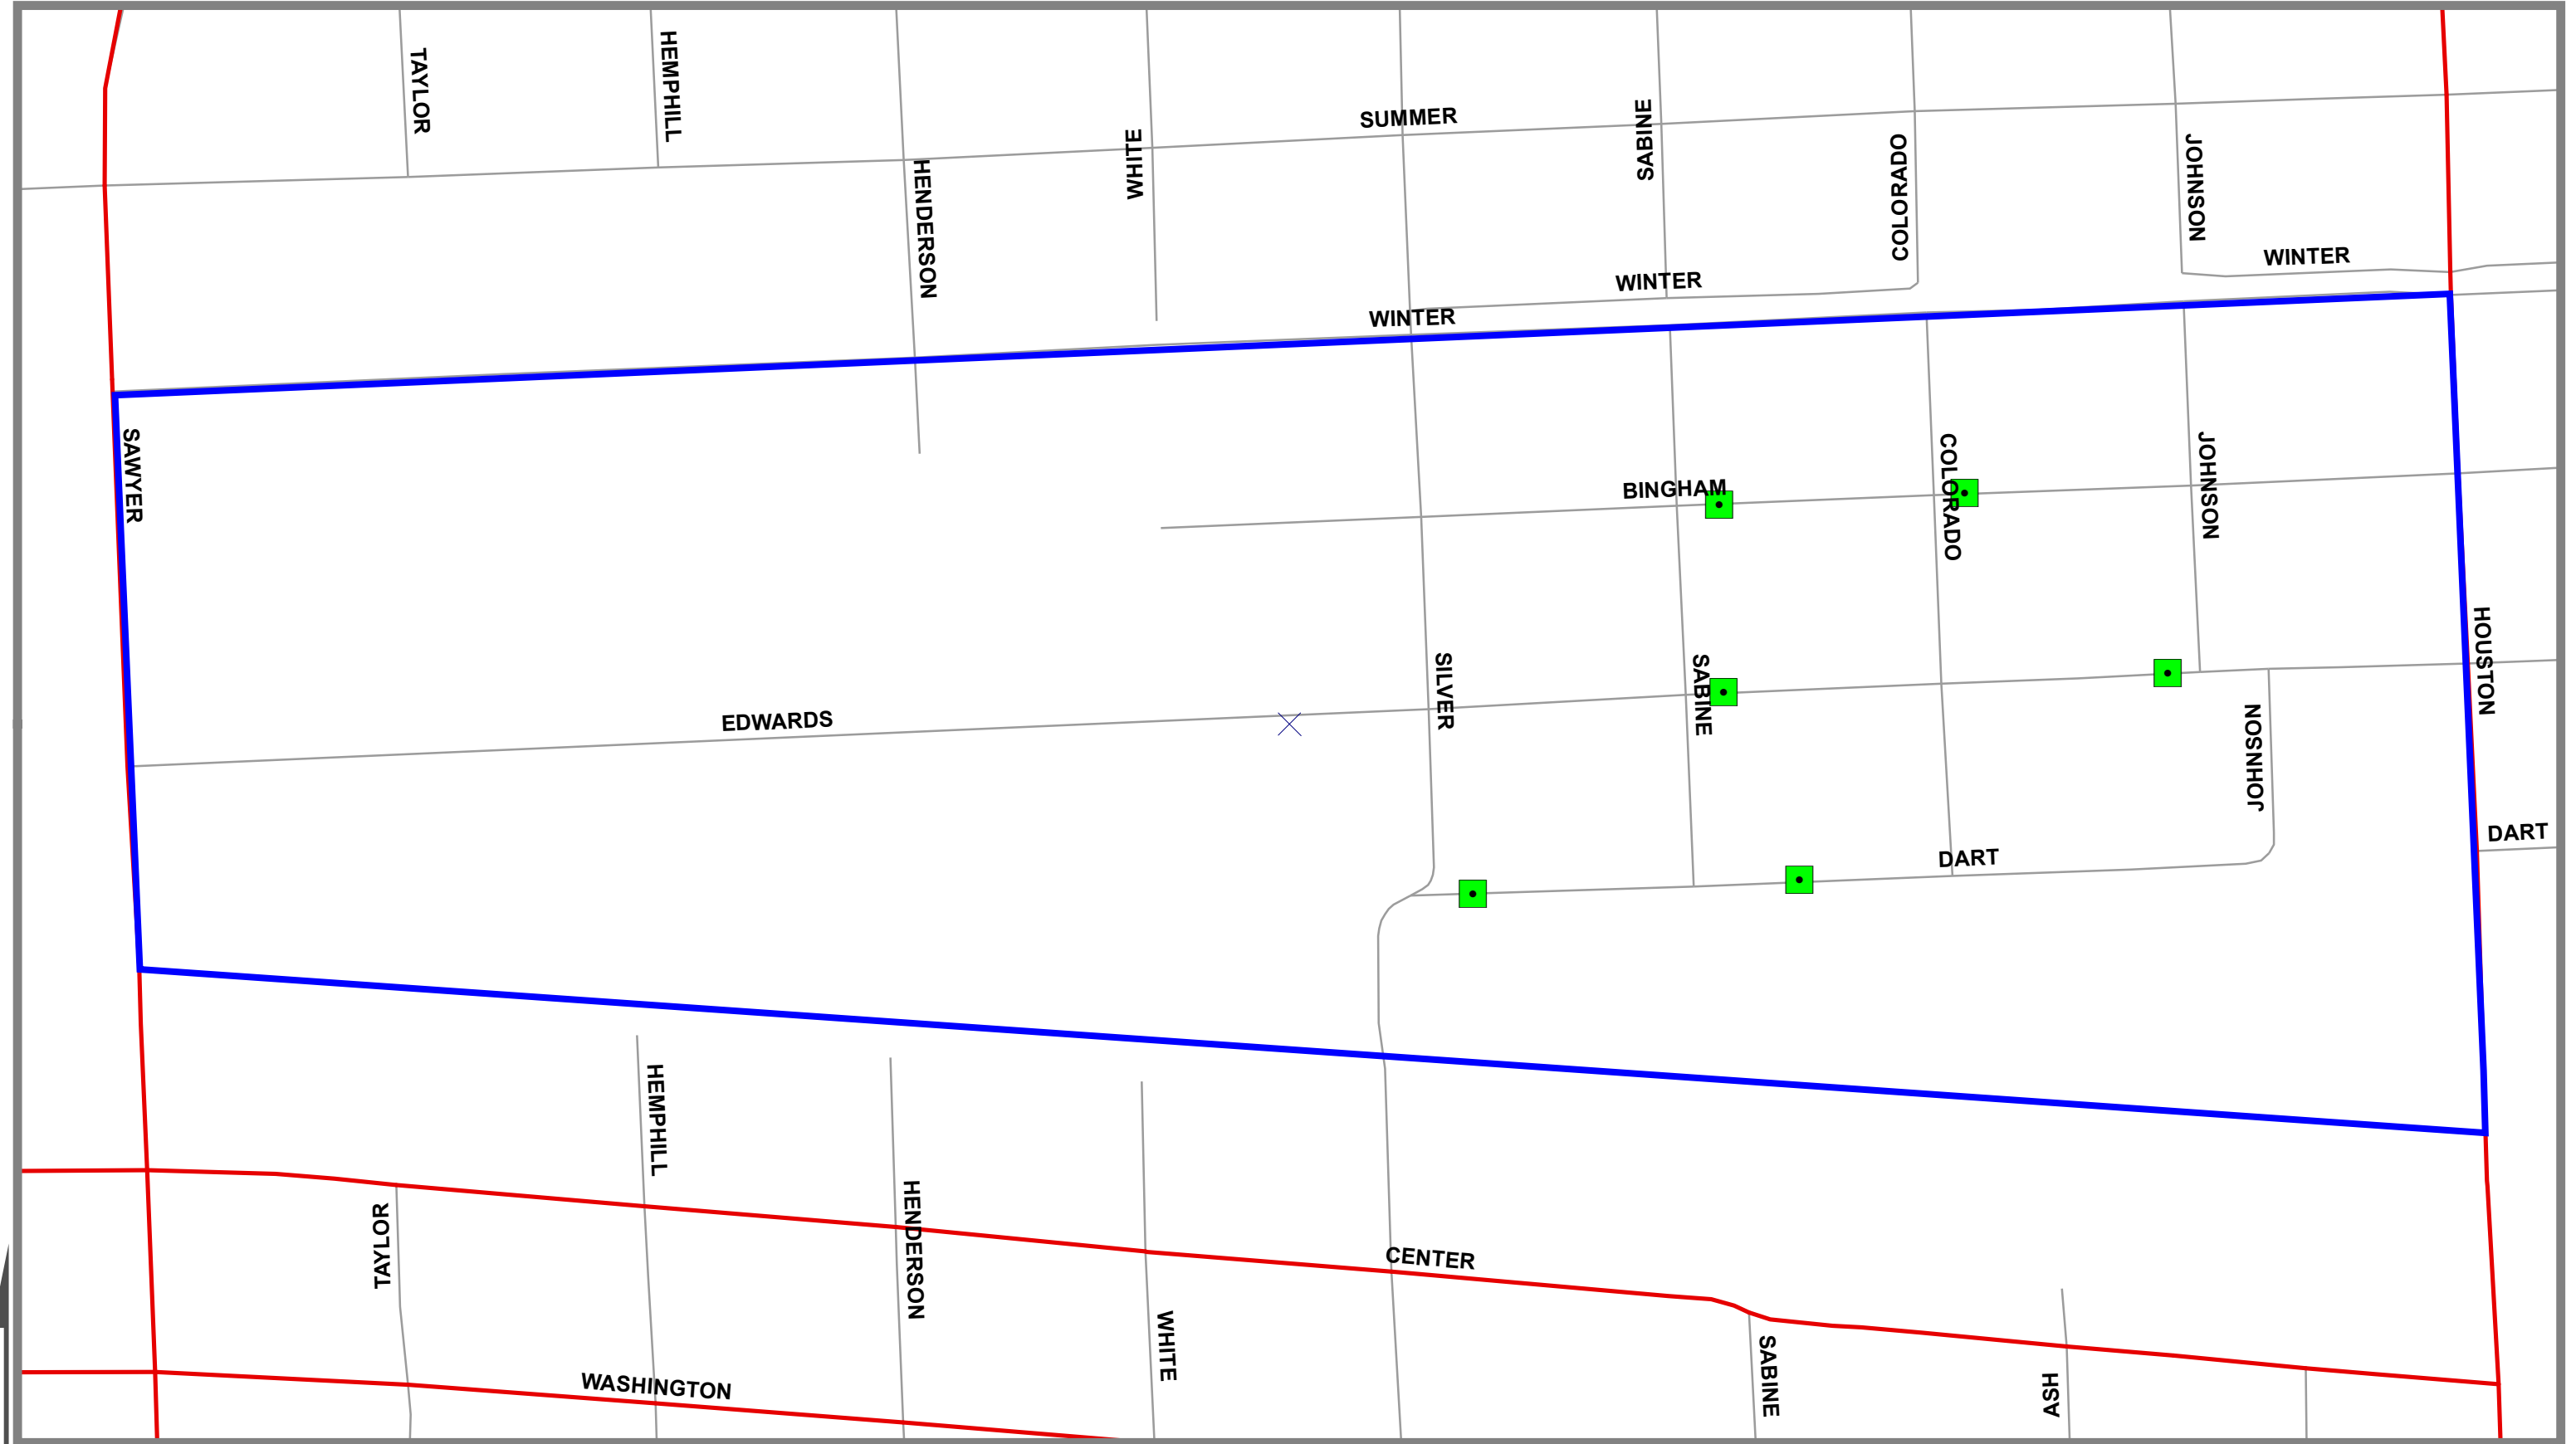 TAYLOR
HEMPHILL
HENDERSON
WHITE
SUMMER
SABINE
COLORADO
JOHNSON
WINTER
WINTER
WINTER
SAWYER
BINGHAM
COLORADO
JOHNSON
EDWARDS
SILVER
SABINE
HOUSTON
JOHNSON
DART
DART
HEMPHILL
TAYLOR
HENDERSON
CENTER
WHITE
WASHINGTON
SABINE
ASH